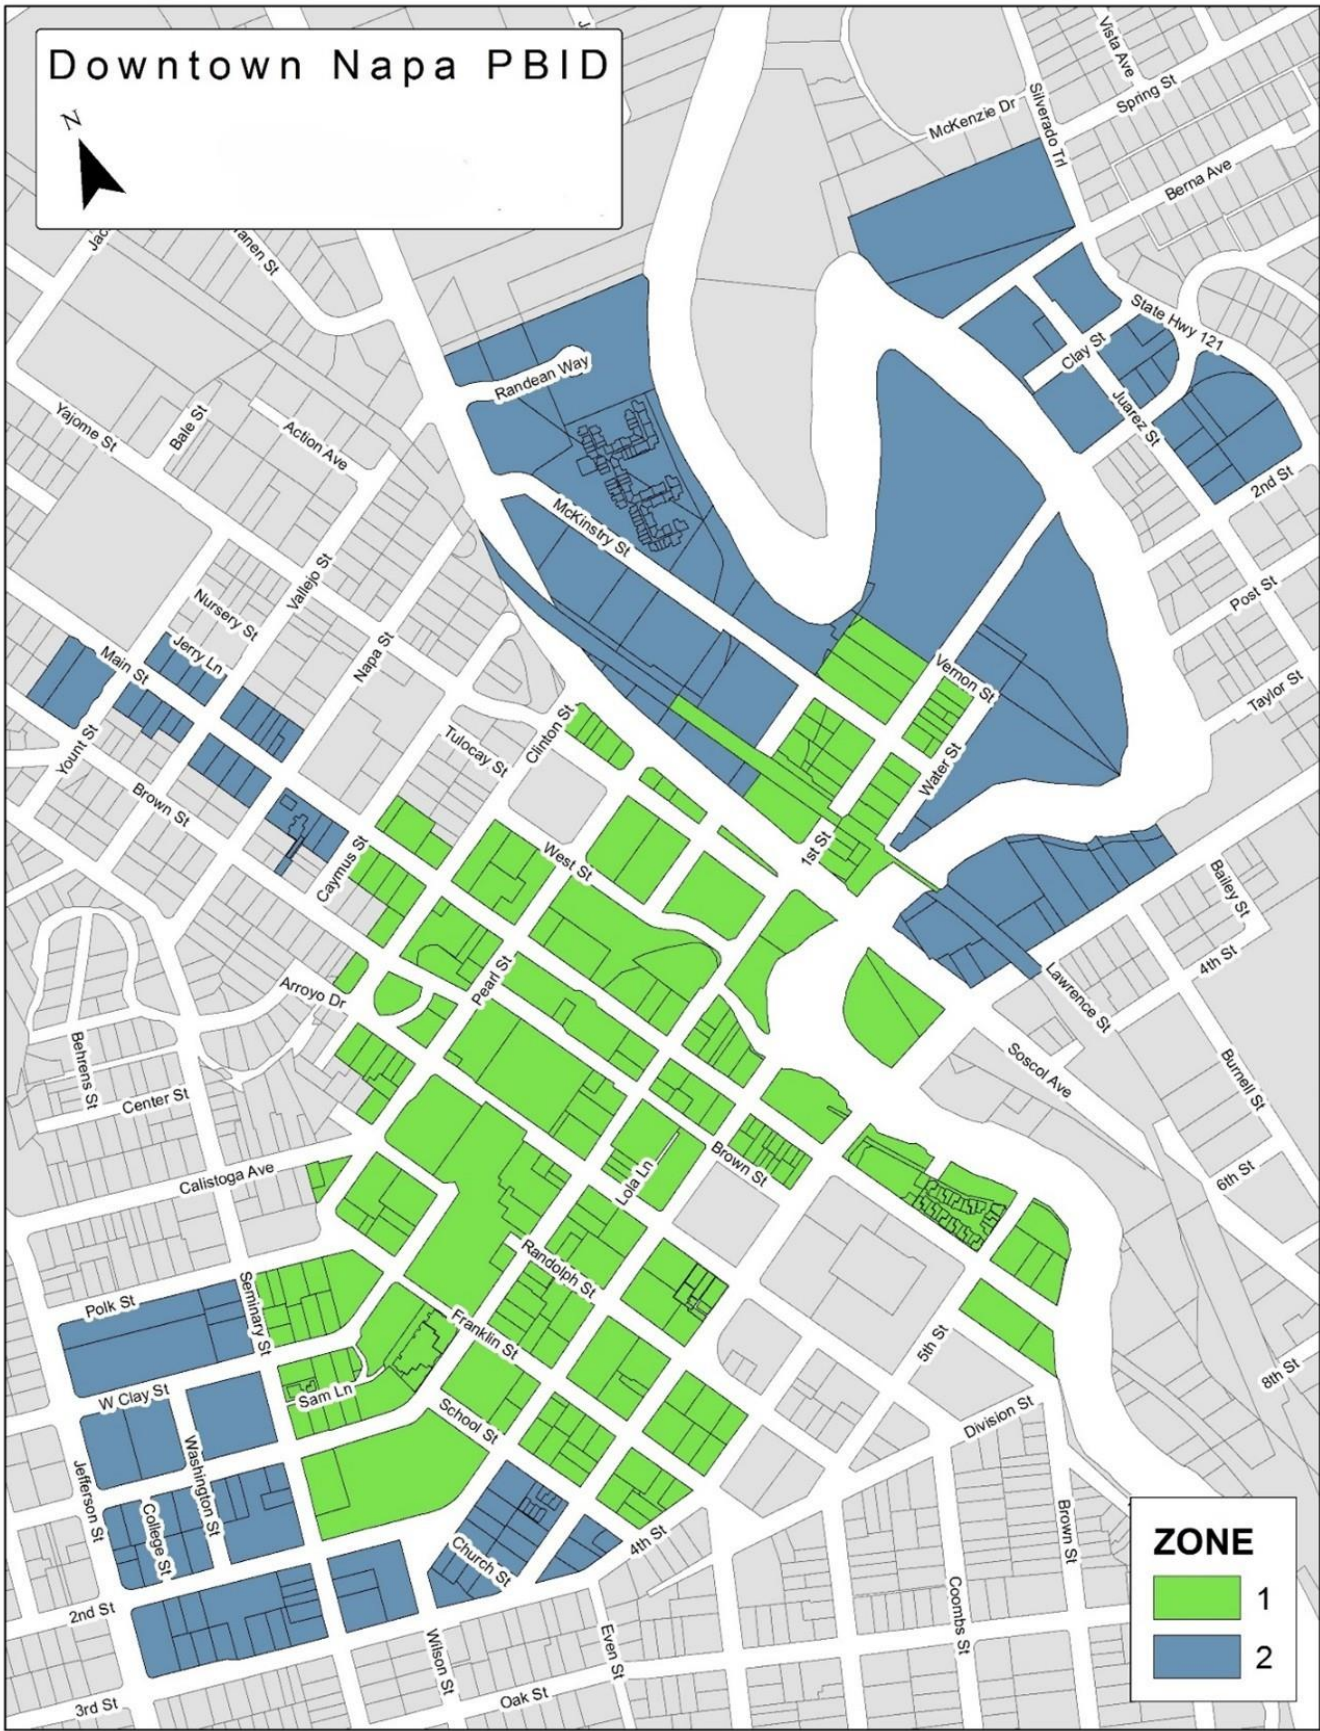 Downtown Napa PBID
N
Vista Ave
Spring St
McKenzie Dr
Silverado Trl
Berna Ave
State Hwy 121
Clay St
Juarez St
2nd St
Randean Way
Yajome St
Bale St
Action Ave
McKinstry St
Post St
Taylor St
Vallejo St
Nursery St
Jerry Ln
Napa St
Main St
Vernon St
Yount St
Tulocay St
Clinton St
Water St
Brown St
1st St
West St
Caymus St
Bailey St
4th St
Pearl St
Arroyo Dr
Lawrence St
Soscol Ave
Burnell St
Behrens St
Center St
Calistoga Ave
Lola Ln
Brown St
6th St
Randolph St
Polk St
Seminary St
Franklin St
5th St
8th St
W Clay St
Sam Ln
School St
Division St
Jefferson St
Washington St
College St
Church St
4th St
Brown St
2nd St
Coombs St
Wilson St
Even St
3rd St
Oak St
ZONE
1
2